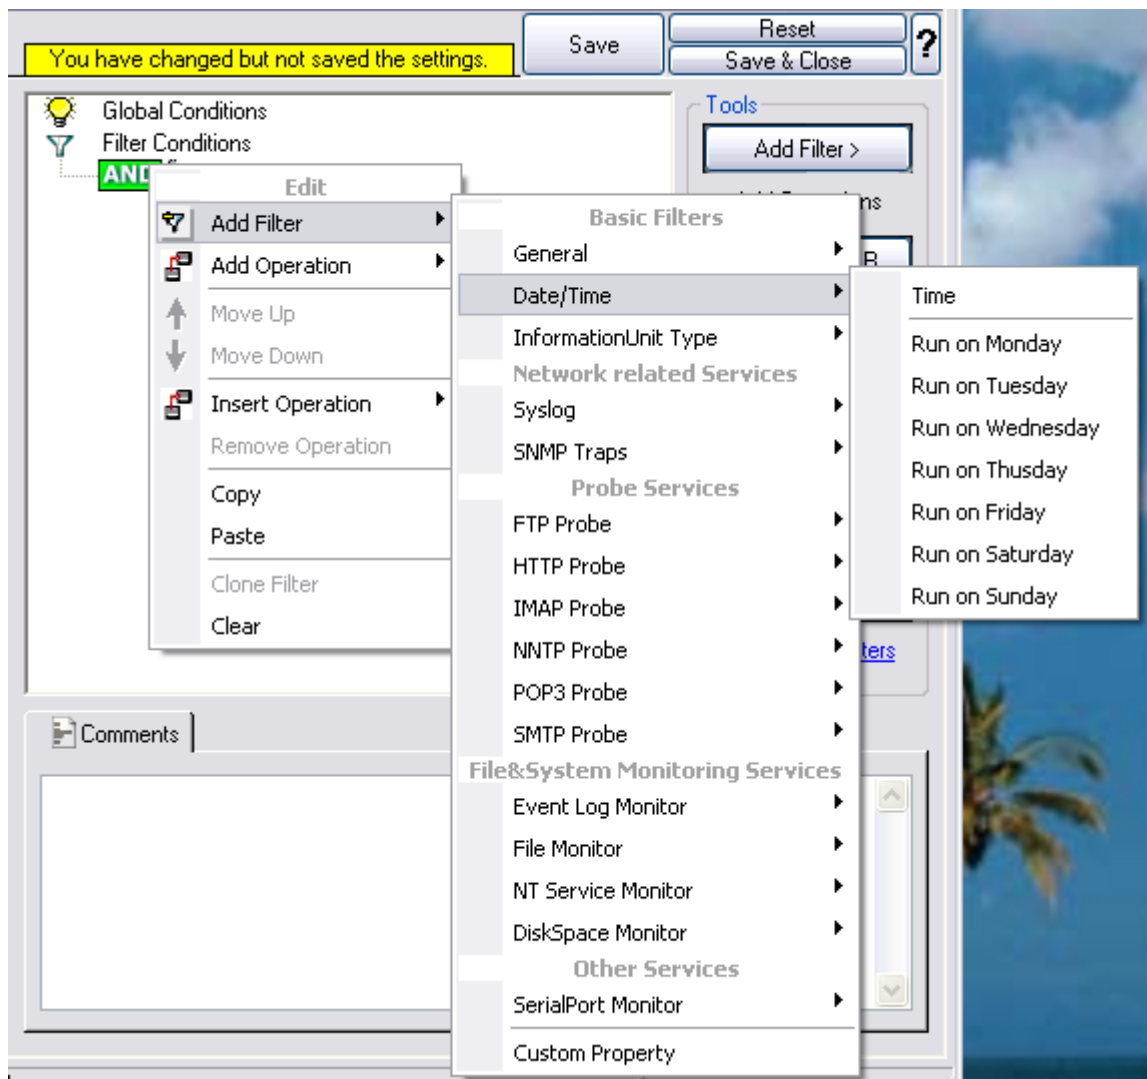 You have changed but not saved the settings.
Save
Reset
Save & Close
?
Global Conditions
Filter Conditions
AND
Tools
Add Filter >
Edit
Add Filter
Add Operation
Move Up
Move Down
Insert Operation
Remove Operation
Copy
Paste
Clone Filter
Clear
Basic Filters
General
Date/Time
InformationUnit Type
Network related Services
Syslog
SNMP Traps
Probe Services
FTP Probe
HTTP Probe
IMAP Probe
NNTP Probe
POP3 Probe
SMTP Probe
File&System Monitoring Services
Event Log Monitor
File Monitor
NT Service Monitor
DiskSpace Monitor
Other Services
SerialPort Monitor
Custom Property
Time
Run on Monday
Run on Tuesday
Run on Wednesday
Run on Thusday
Run on Friday
Run on Saturday
Run on Sunday
Comments